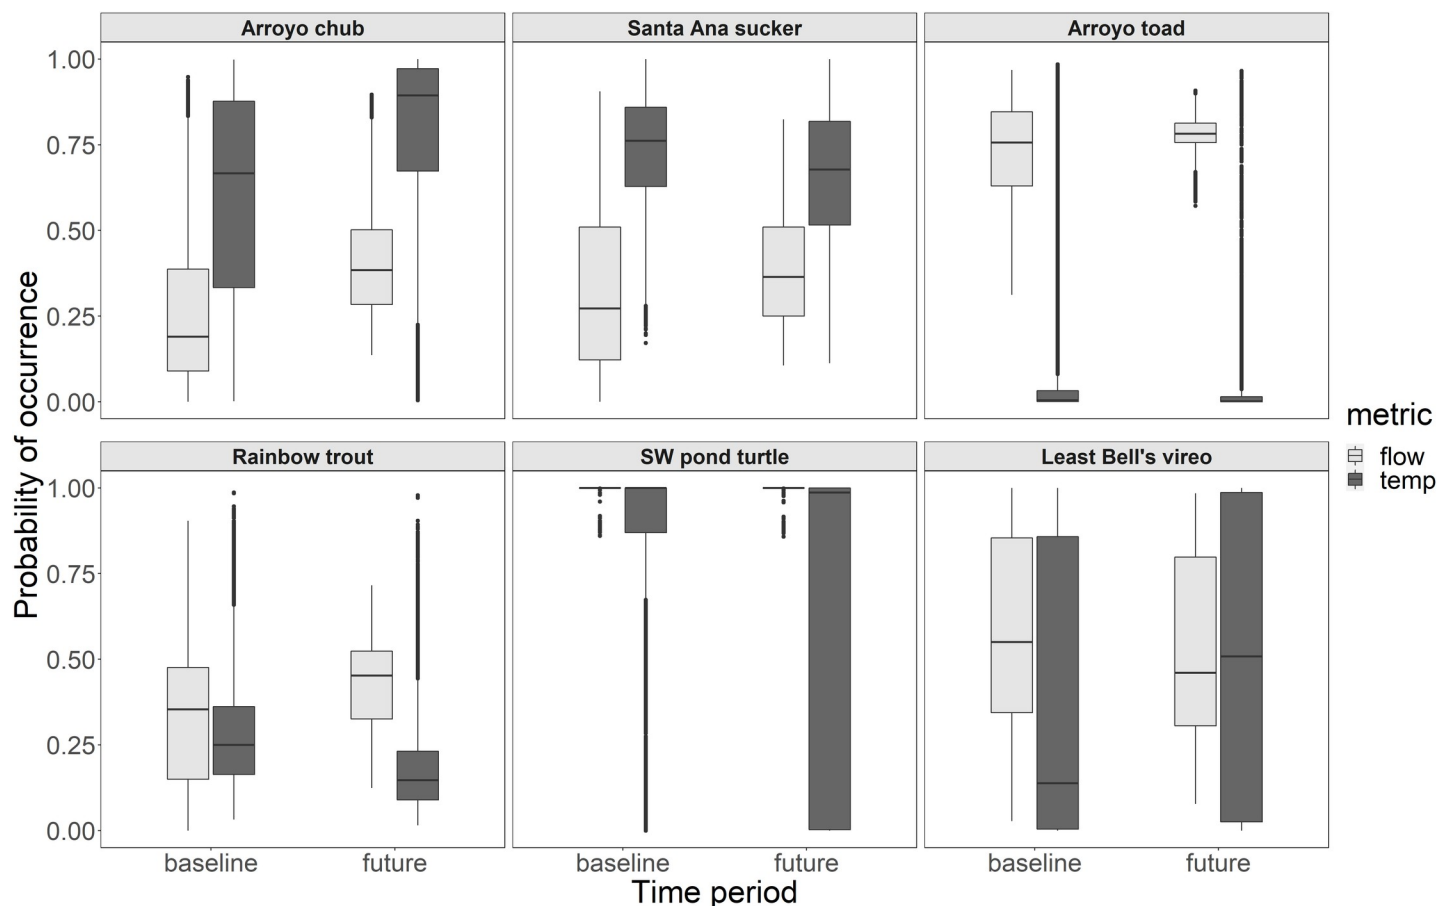 Arroyo chub
Santa Ana sucker
Arroyo toad
1.00
0.75
0.50
0.25
0.00
Rainbow trout
SW pond turtle
Least Bell's vireo
1.00
0.75
0.50
0.25
0.00
Probability of occurrence
baseline
future
baseline
future
baseline
future
Time period
metric
flow
temp